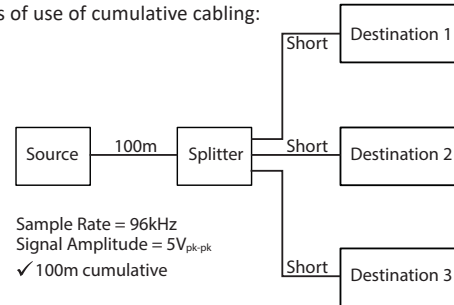 s of use of cumulative cabling:
Short
Destination 1
Source
100m
Splitter
Short
Destination 2
Sample Rate = 96kHz
Signal Amplitude = 5Vpk-pk
✓ 100m cumulative
Short
Destination 3